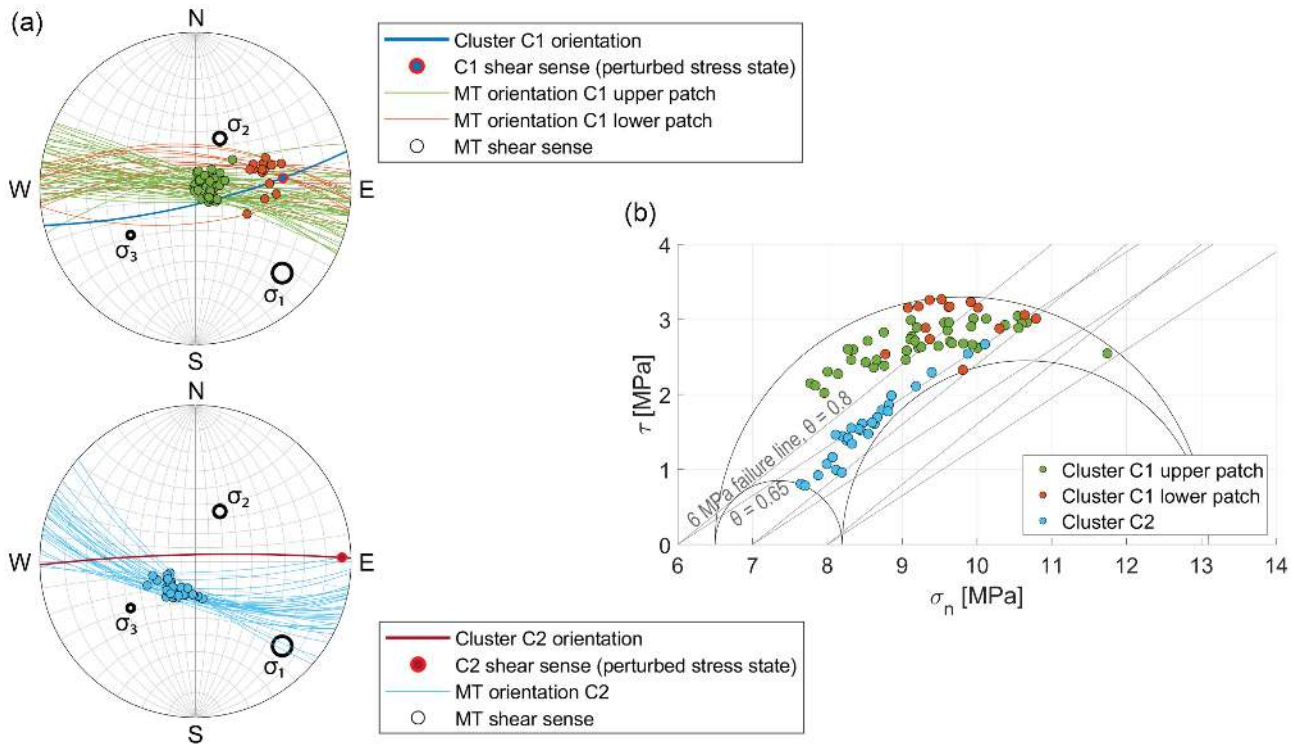 (a)
N
W
E
S
σ2
σ3
σ1
Cluster C1 orientation
C1 shear sense (perturbed stress state)
MT orientation C1 upper patch
MT orientation C1 lower patch
MT shear sense
N
W
E
S
σ2
σ3
σ1
Cluster C2 orientation
C2 shear sense (perturbed stress state)
MT orientation C2
MT shear sense
(b)
4
3
2
1
0
τ [MPa]
6 MPa failure line, θ = 0.8
θ = 0.65
Cluster C1 upper patch
Cluster C1 lower patch
Cluster C2
6 7 8 9 10 11 12 13 14
σn [MPa]